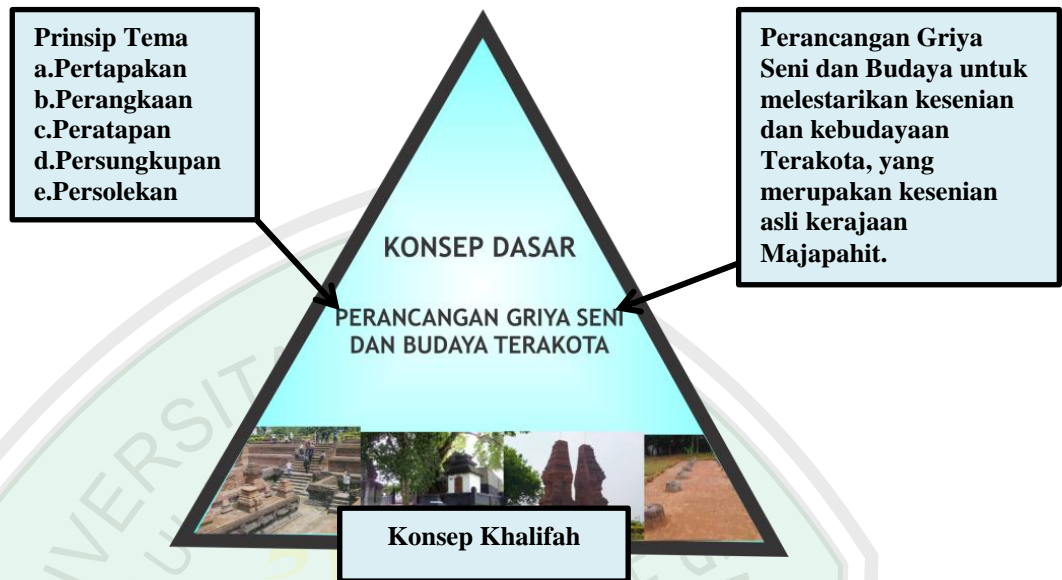 Prinsip Tema
a.Pertapakan
b.Perangkaan
c.Peratapan
d.Persungkupan
e.Persolekan
Perancangan Griya
Seni dan Budaya untuk
melestarikan kesenian
dan kebudayaan
Terakota, yang
merupakan kesenian
asli kerajaan
Majapahit.
KONSEP DASAR
PERANCANGAN GRIYA SENI
DAN BUDAYA TERAKOTA
Konsep Khalifah